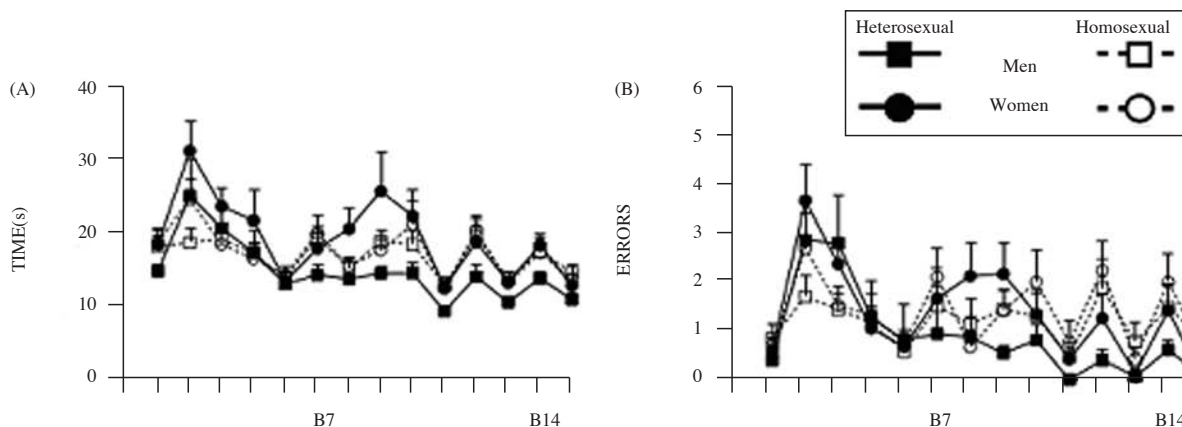 Heterosexual Homosexual
Men
Women
(A)
TIME(s)
40
30
20
10
0
B7 B14
(B)
ERRORS
6
5
4
3
2
1
0
B7 B14